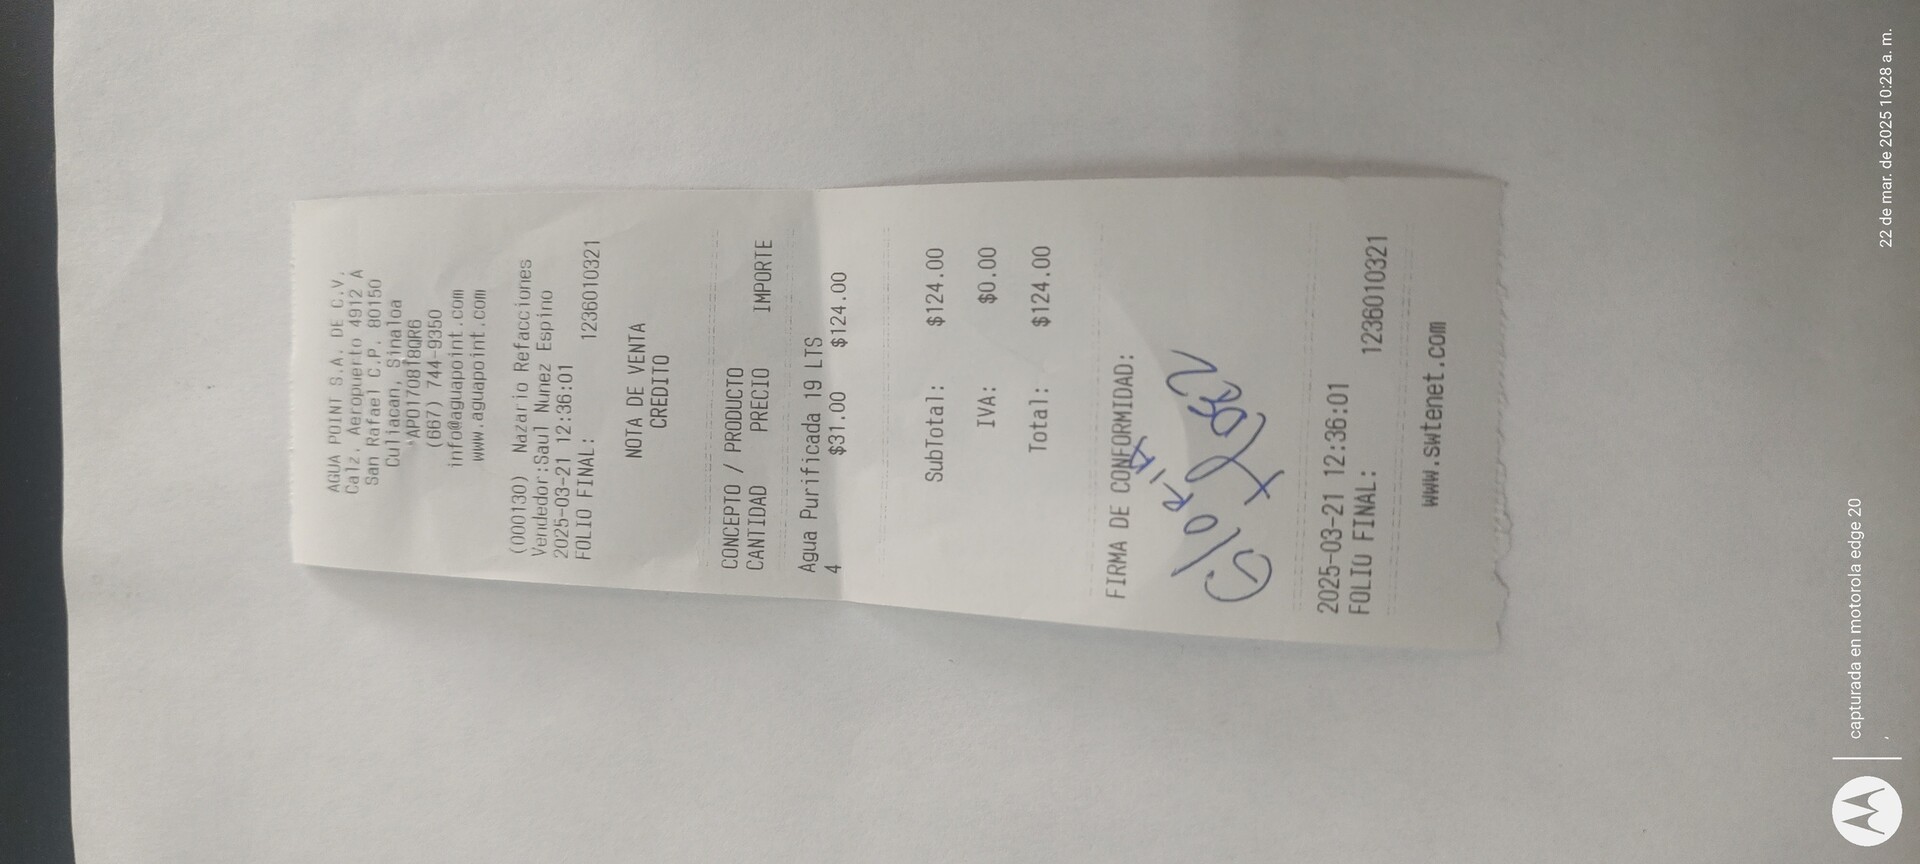 AGUA POINT S.A. DE C.V.
Calz. Aeropuerto 4912 A
San Rafael C.P. 80150
Culiacan, Sinaloa
APO170818QR6
(667) 744-9350
info@aguapoint.com
www.aguapoint.com
(000130) Nazario Refacciones
Vendedor:Saul Nunez Espino
2025-03-21 12:36:01
FOLIO FINAL: 1236010321
NOTA DE VENTA
CREDITO
CONCEPTO / PRODUCTO
CANTIDAD PRECIO IMPORTE
Agua Purificada 19 LTS
4 $31.00 $124.00
SubTotal: $124.00
IVA: $0.00
Total: $124.00
FIRMA DE CONFORMIDAD:
2025-03-21 12:36:01
FOLIO FINAL: 1236010321
www.swtenet.com
capturada en motorola edge 20
22 de mar. de 2025 10:28 a. m.